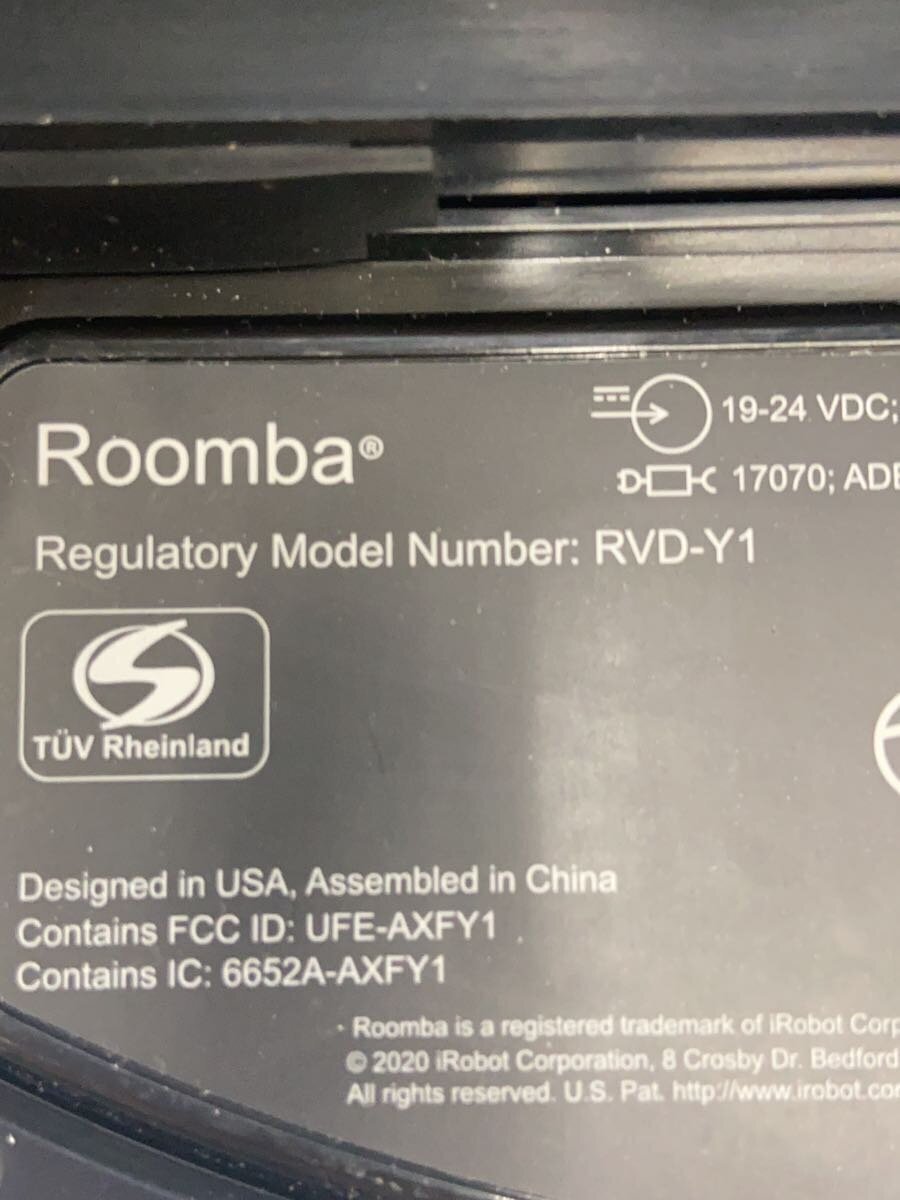 Roomba®
19-24 VDC;
17070; ADE
Regulatory Model Number: RVD-Y1
TÜV Rheinland
Designed in USA, Assembled in China
Contains FCC ID: UFE-AXFY1
Contains IC: 6652A-AXFY1
Roomba is a registered trademark of iRobot Corp
© 2020 iRobot Corporation, 8 Crosby Dr. Bedford
All rights reserved. U.S. Pat. http://www.irobot.co